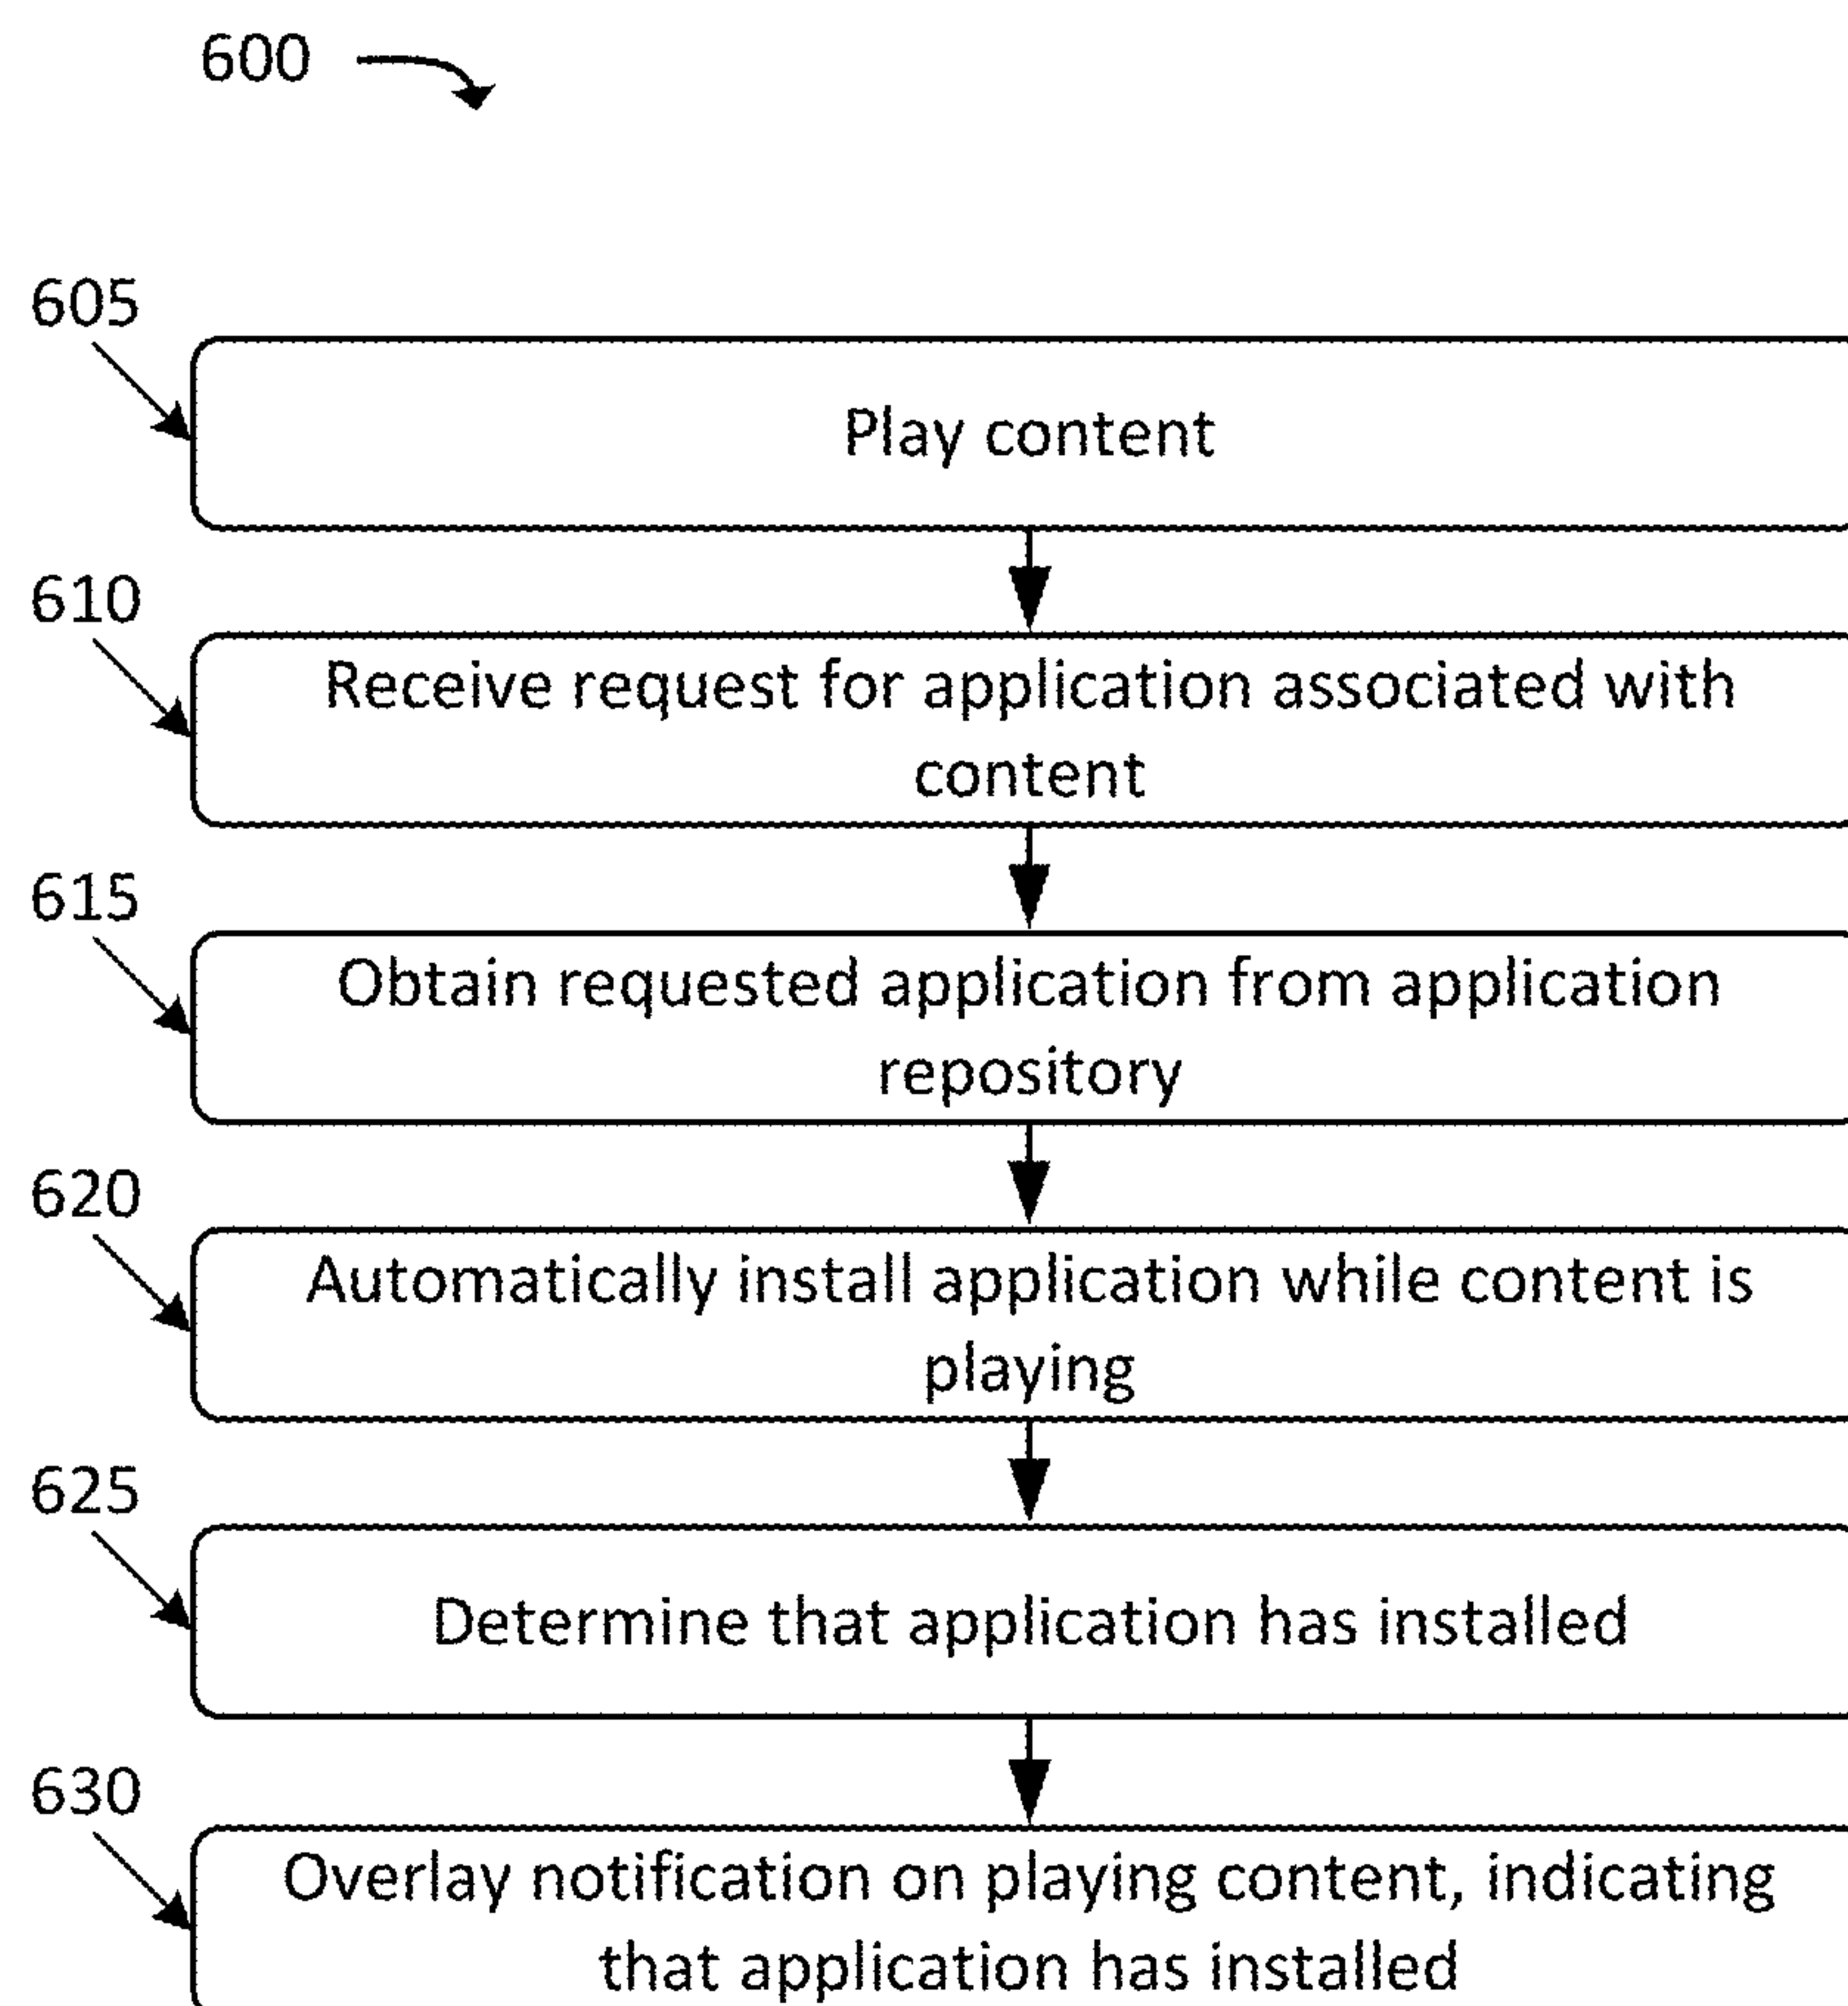 600
605
Play content
610
Receive request for application associated with
content
615
Obtain requested application from application
repository
620
Automatically install application while content is
playing
625
Determine that application has installed
630
Overlay notification on playing content, indicating
that application has installed